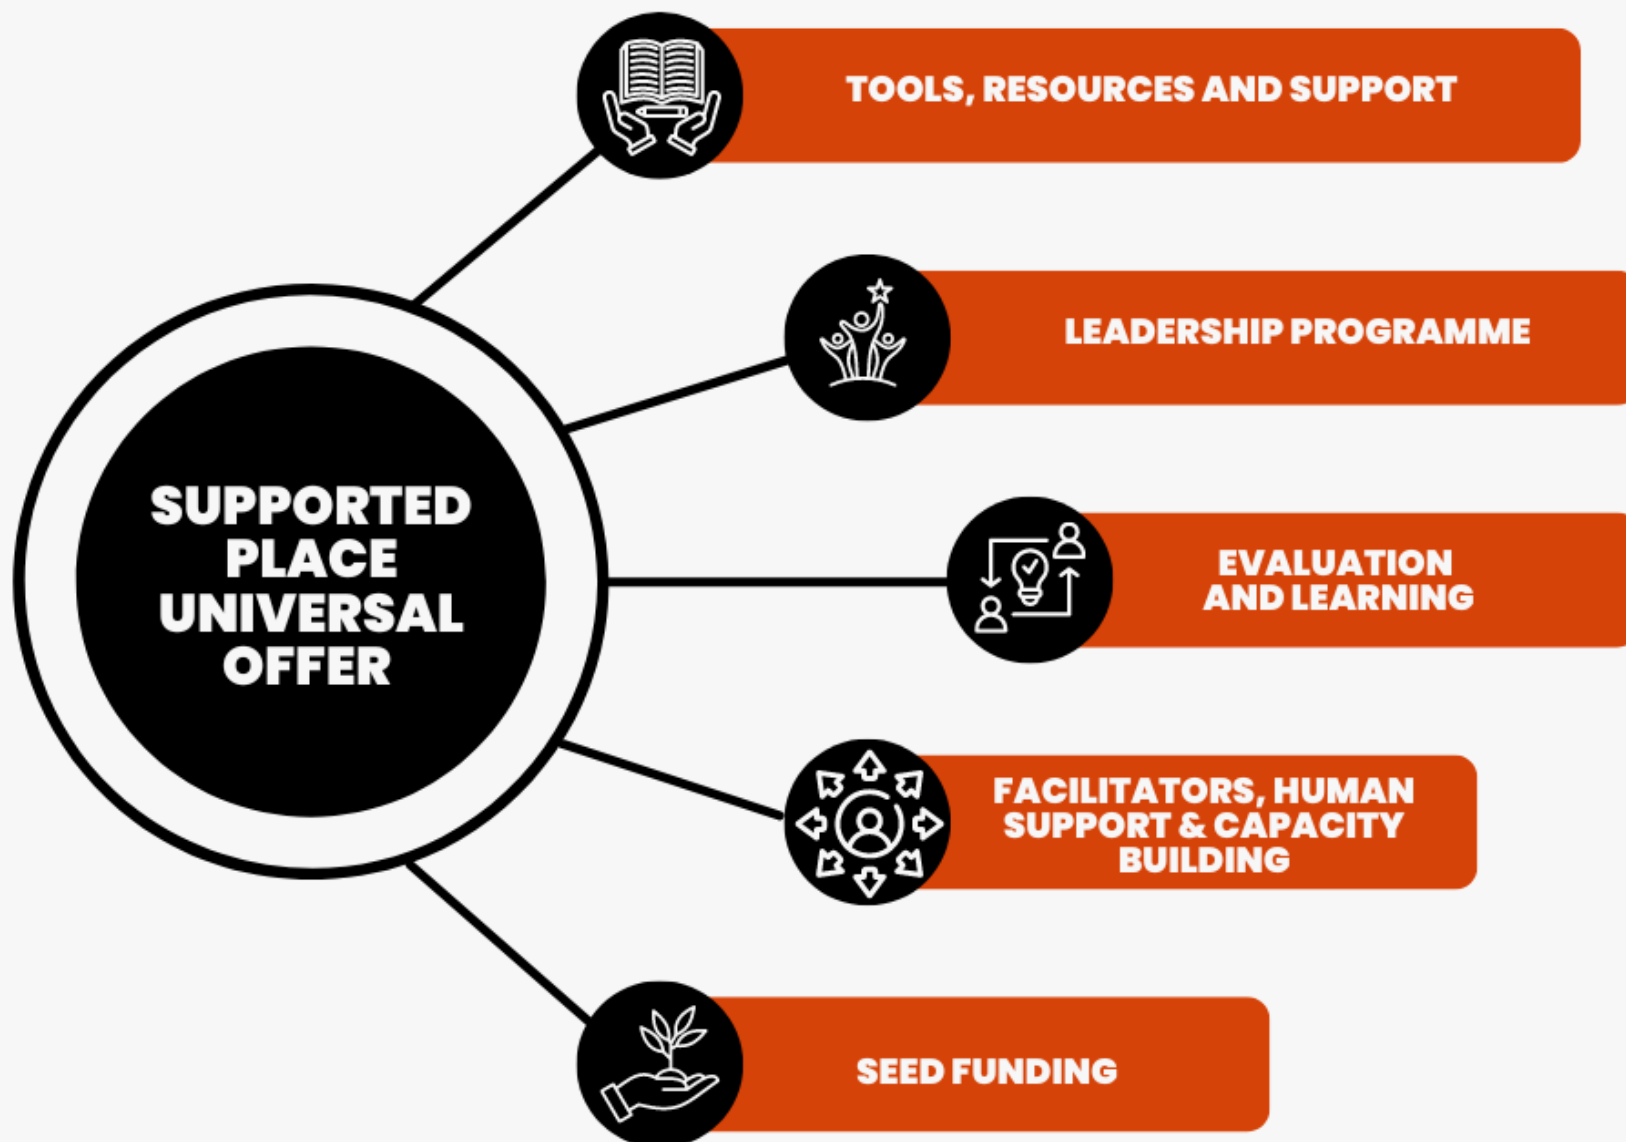 SUPPORTED
PLACE
UNIVERSAL
OFFER
TOOLS, RESOURCES AND SUPPORT
LEADERSHIP PROGRAMME
EVALUATION
AND LEARNING
FACILITATORS, HUMAN
SUPPORT & CAPACITY
BUILDING
SEED FUNDING